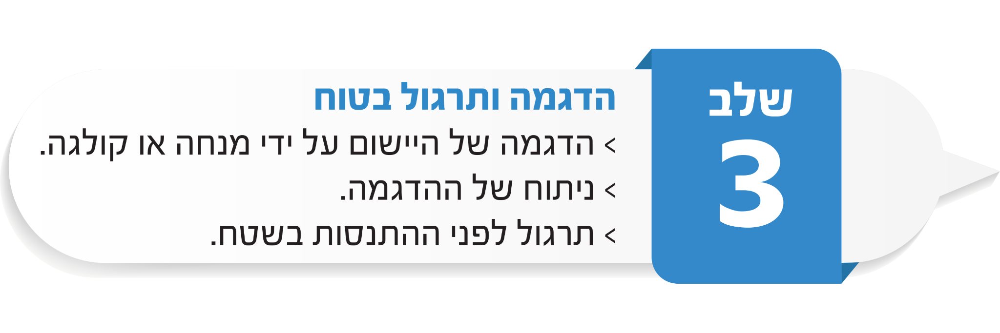 שלב
3
הדגמה ותרגול בטוח
> הדגמה של היישום על ידי מנחה או קולגה.
> ניתוח של ההדגמה.
> תרגול לפני ההתנסות בשטח.